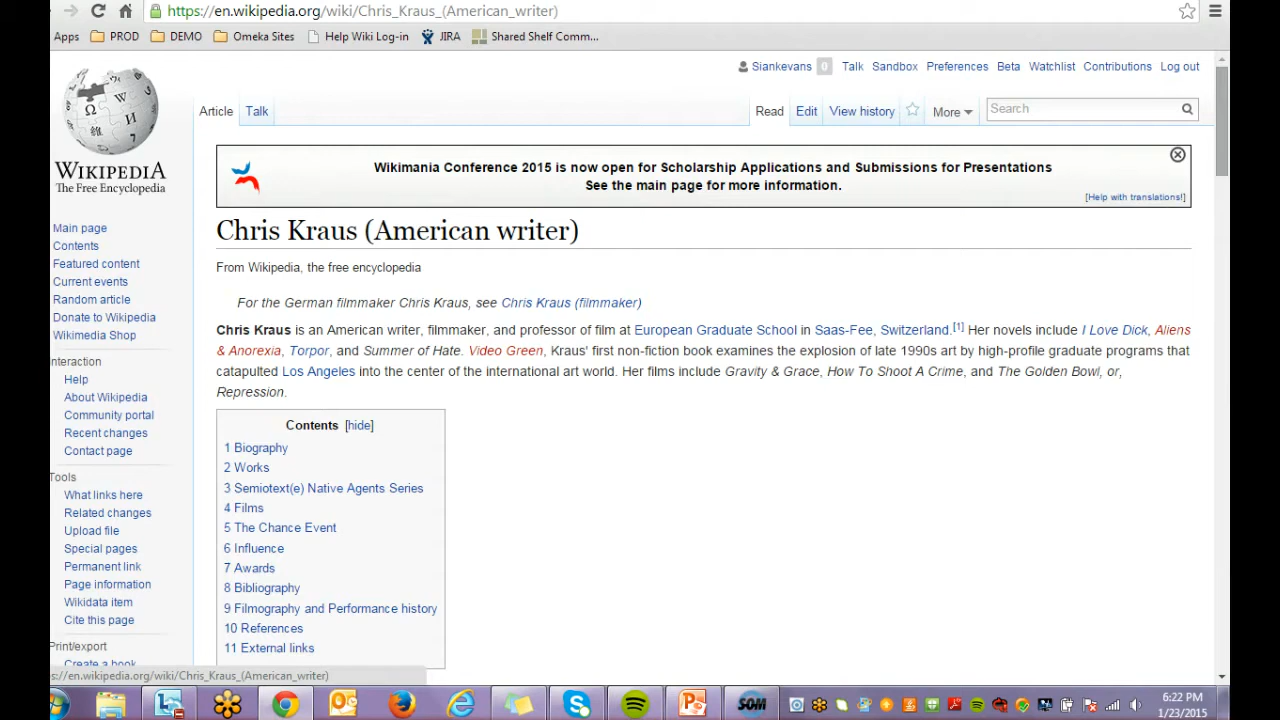 https://en.wikipedia.org/wiki/Chris_Kraus_(American_writer)
Apps PROD DEMO Omeka Sites Help Wiki Log-in JIRA Shared Shelf Comm...
Siankevans 0 Talk Sandbox Preferences Beta Watchlist Contributions Log out
Article Talk Read Edit View history More Search
WIKIPEDIA
The Free Encyclopedia
Main page
Contents
Featured content
Current events
Random article
Donate to Wikipedia
Wikimedia Shop
Interaction
Help
About Wikipedia
Community portal
Recent changes
Contact page
Tools
What links here
Related changes
Upload file
Special pages
Permanent link
Page information
Wikidata item
Cite this page
Print/export
Create a book
Wikimania Conference 2015 is now open for Scholarship Applications and Submissions for Presentations
See the main page for more information.
[Help with translations!]
Chris Kraus (American writer)
From Wikipedia, the free encyclopedia
For the German filmmaker Chris Kraus, see Chris Kraus (filmmaker)
Chris Kraus is an American writer, filmmaker, and professor of film at European Graduate School in Saas-Fee, Switzerland.[1] Her novels include I Love Dick, Aliens
& Anorexia, Torpor, and Summer of Hate. Video Green, Kraus' first non-fiction book examines the explosion of late 1990s art by high-profile graduate programs that
catapulted Los Angeles into the center of the international art world. Her films include Gravity & Grace, How To Shoot A Crime, and The Golden Bowl, or,
Repression.
Contents [hide]
1 Biography
2 Works
3 Semiotext(e) Native Agents Series
4 Films
5 The Chance Event
6 Influence
7 Awards
8 Bibliography
9 Filmography and Performance history
10 References
11 External links
s://en.wikipedia.org/wiki/Chris_Kraus_(American_writer)
SOM
6:22 PM
1/23/2015